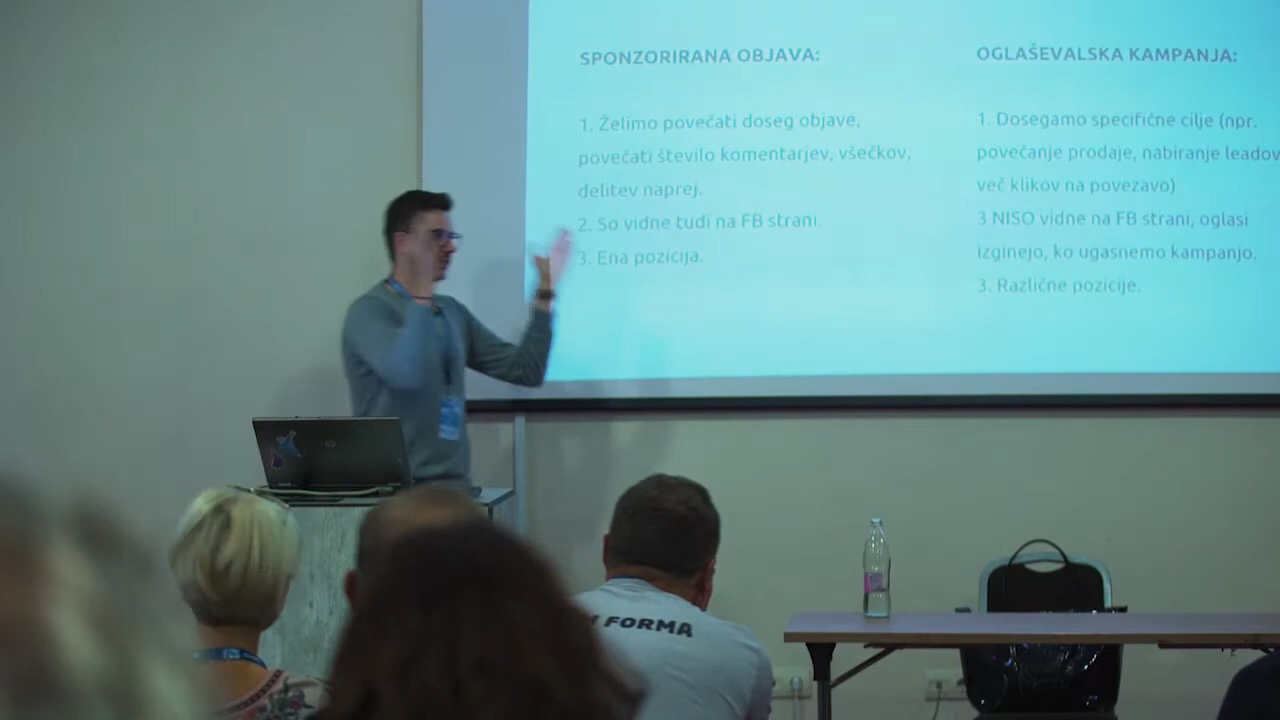 SPONZORIRANA OBJAVA:
1. Želimo povečati doseg objave,
povečati število komentarjev, všečkov,
delitev naprej.
2. So vidne tudi na FB strani.
3. Ena pozicija.
OGLAŠEVALSKA KAMPANJA:
1. Dosegamo specifične cilje (npr.
povečanje prodaje, nabiranje leadov
več klikov na povezavo)
3 NISO vidne na FB strani, oglasi
izginejo, ko ugasnemo kampanjo.
3. Različne pozicije.
FORMA